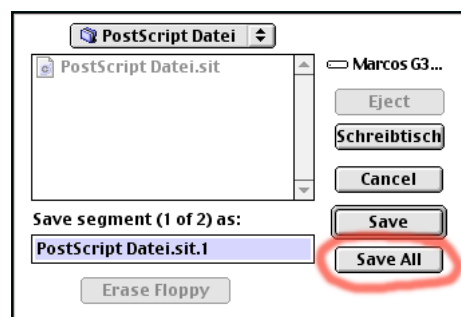 PostScript Datei
PostScript Datei.sit
Marcos G3...
Eject
Schreibtisch
Cancel
Save segment (1 of 2) as:
Save
PostScript Datei.sit.1
Save All
Erase Floppy